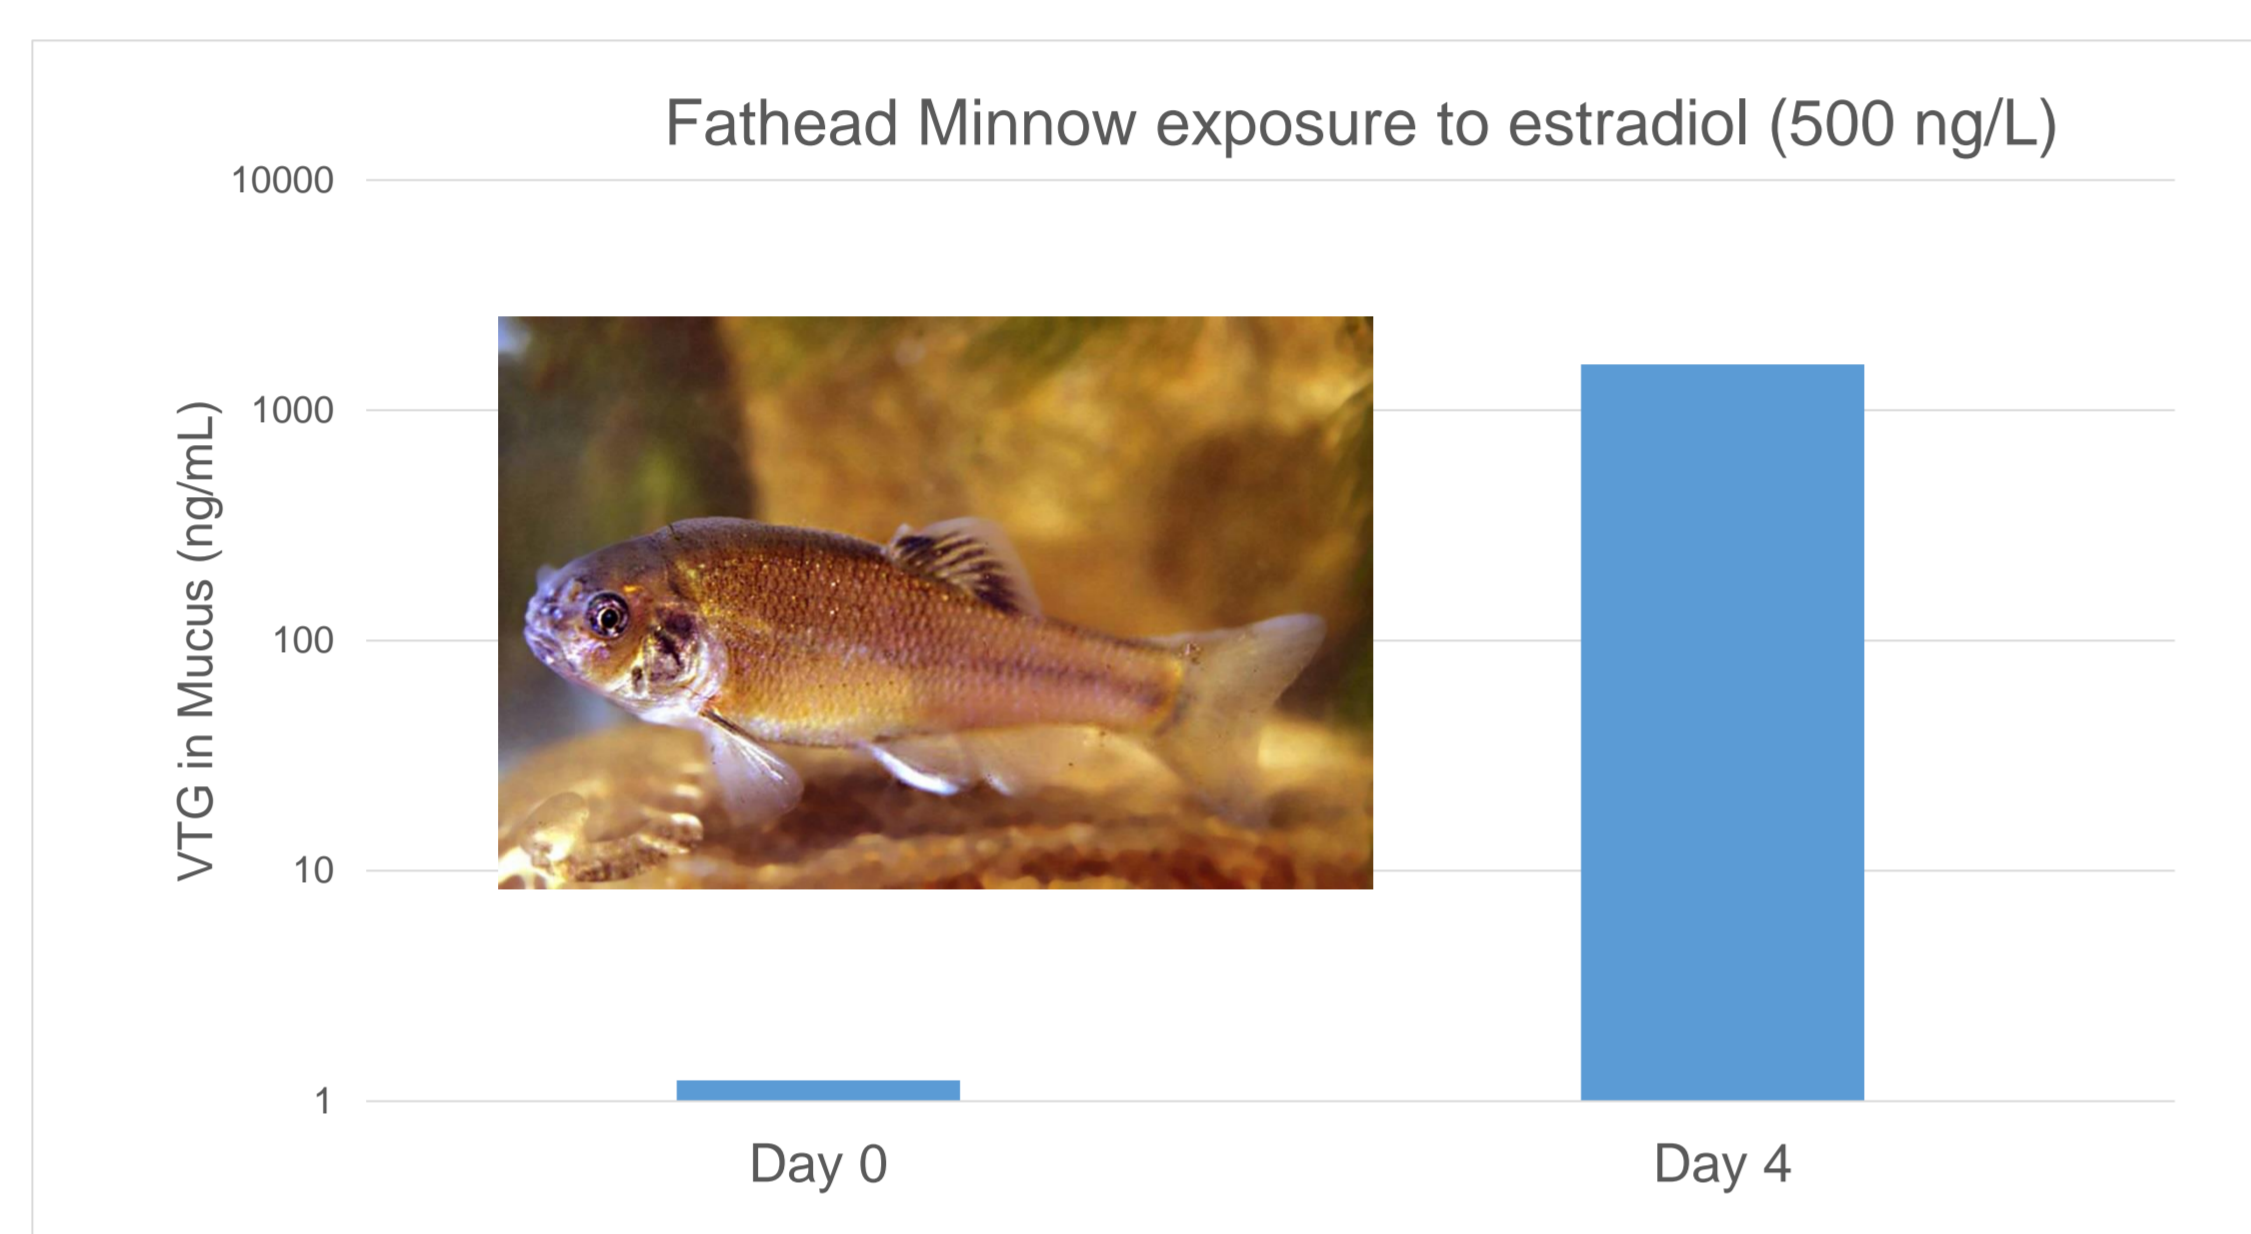 Fathead Minnow exposure to estradiol (500 ng/L)
10000
1000
100
10
1
VTG in Mucus (ng/mL)
Day 0
Day 4